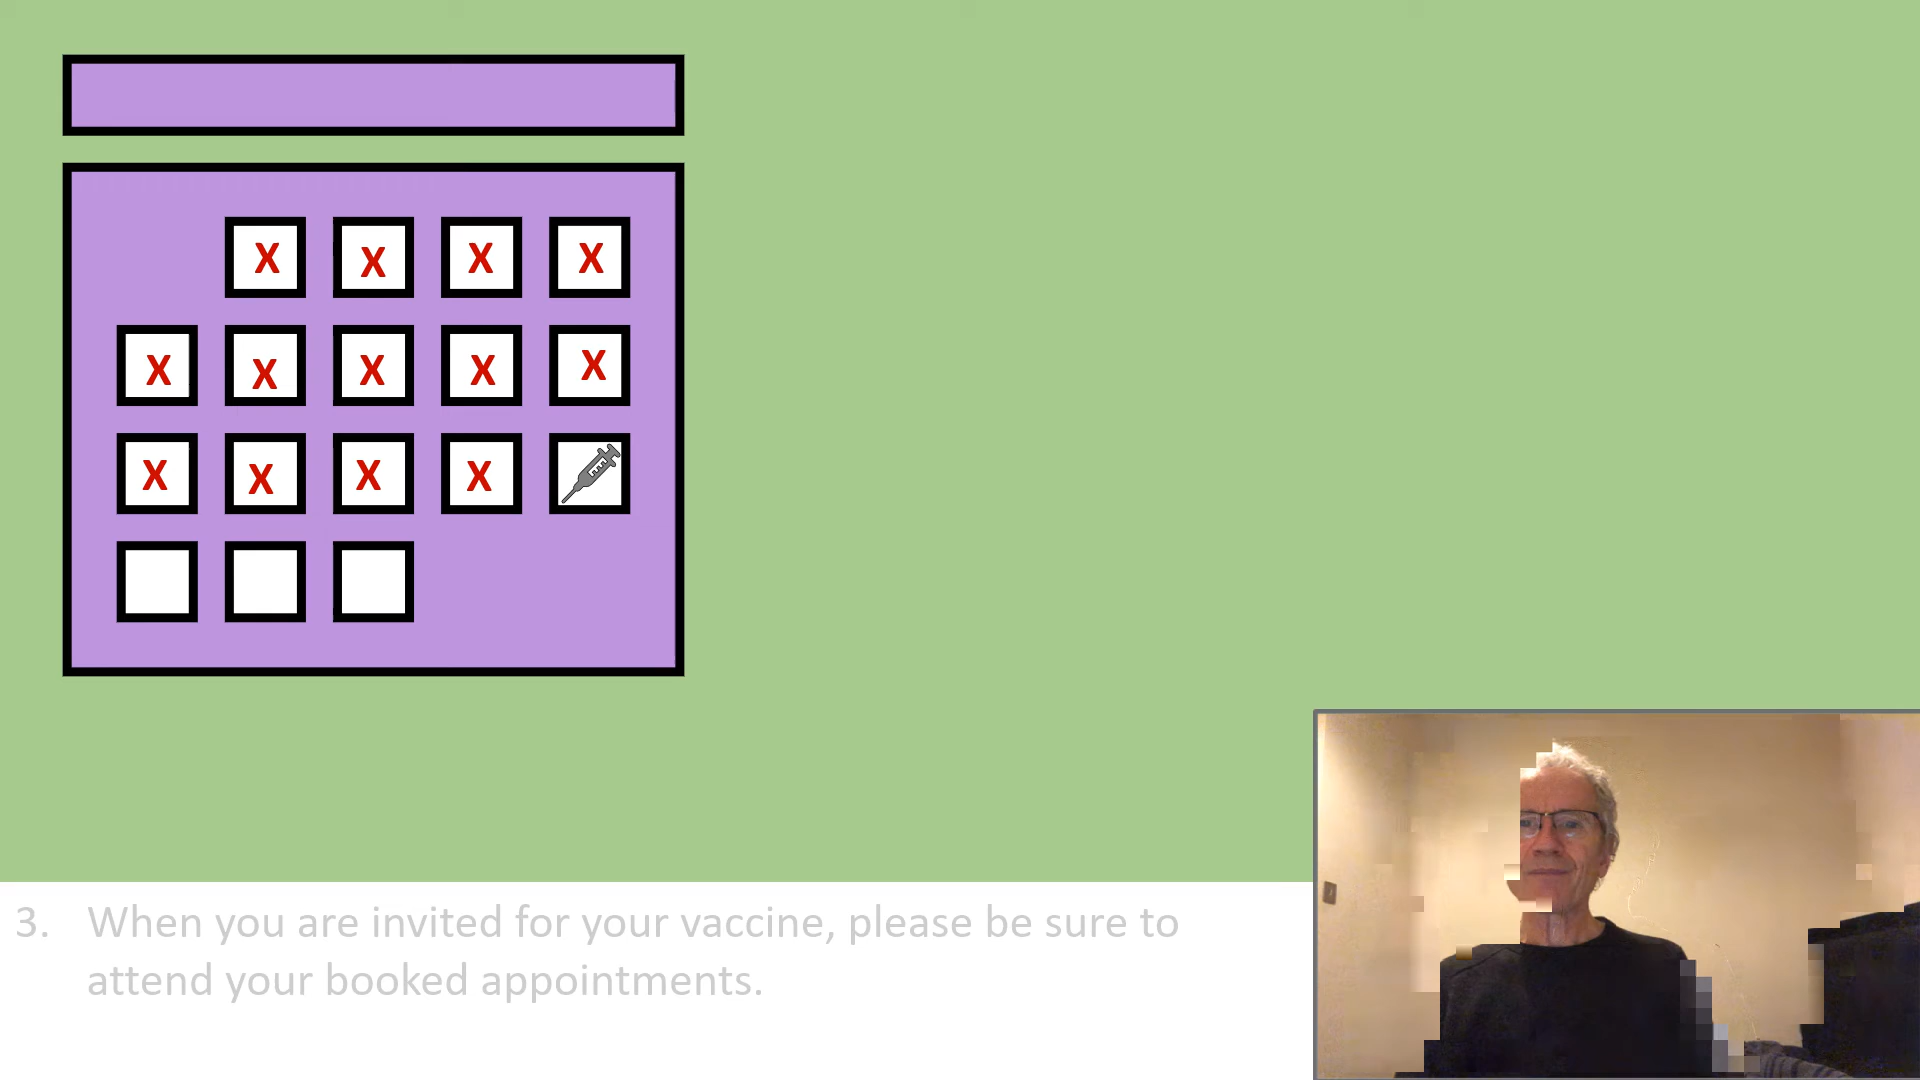 X X X X
X X X X X
X X X X
3. When you are invited for your vaccine, please be sure to
attend your booked appointments.